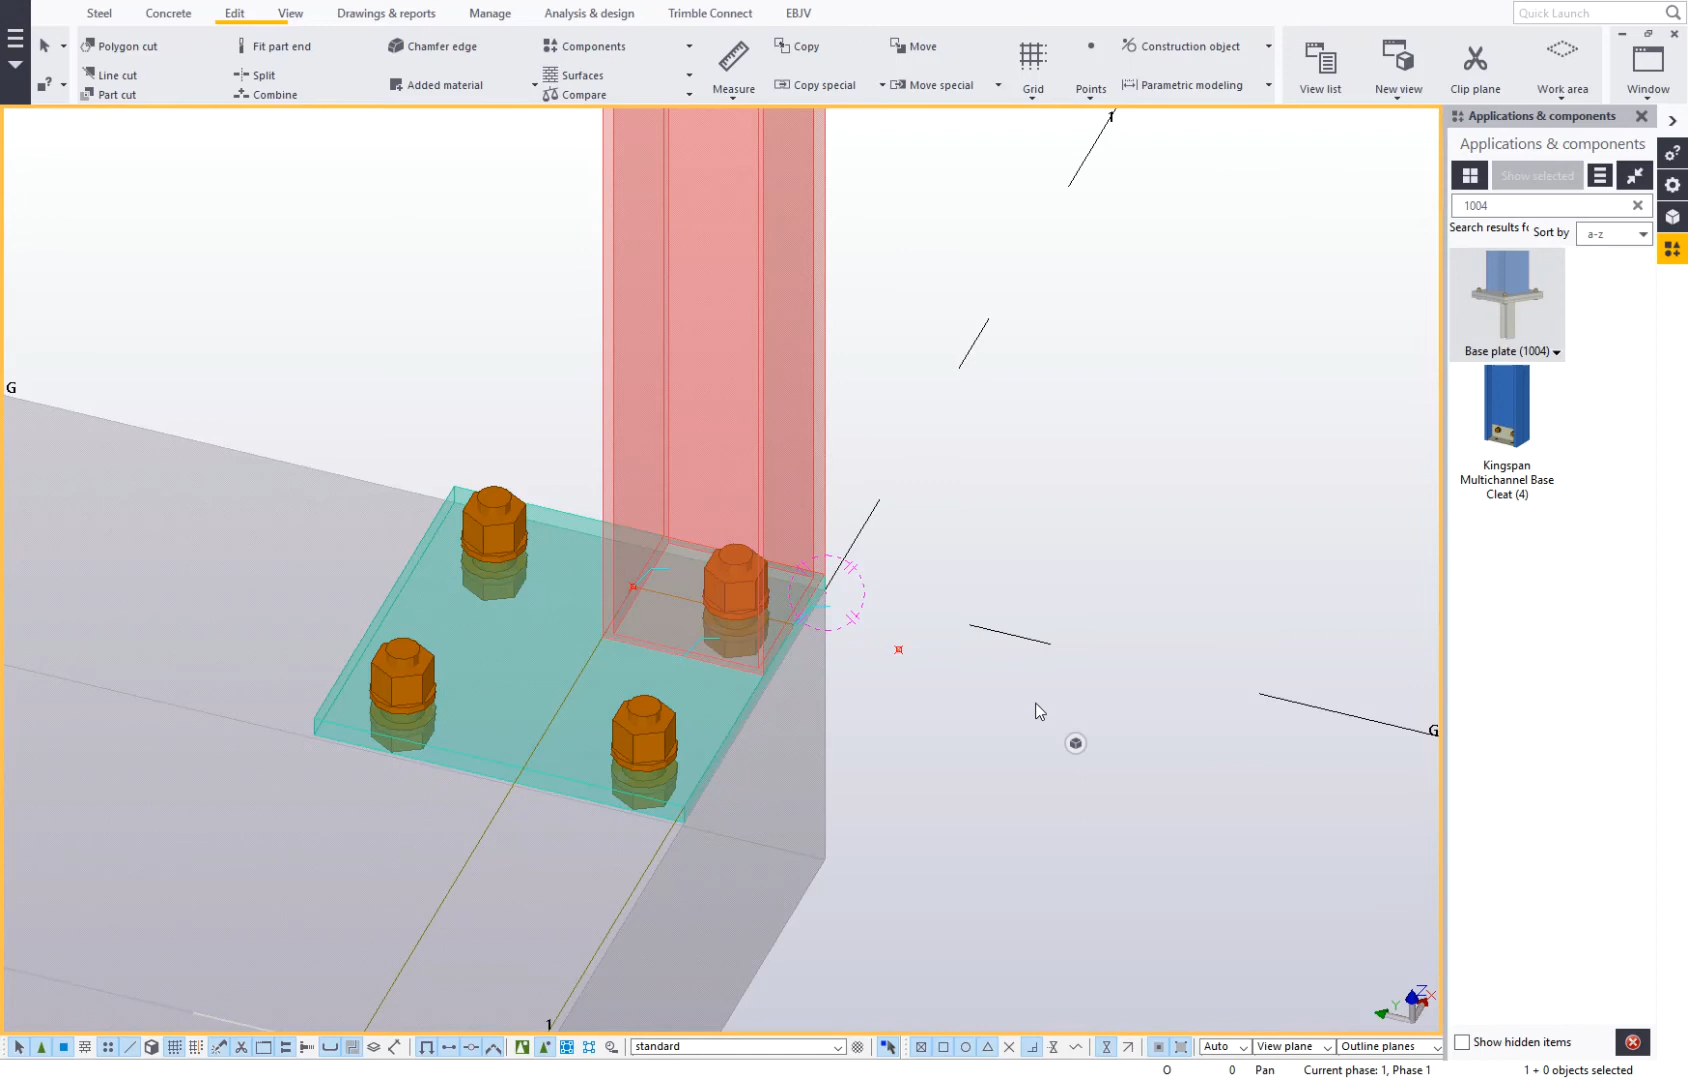 Steel Concrete Edit View Drawings & reports Manage Analysis & design Trimble Connect EBJV Quick Launch
Polygon cut Fit part end Chamfer edge Components Copy Move Construction object
Line cut Split Surfaces
Part cut Combine Added material Compare Measure Copy special Move special Grid Points Parametric modeling View list New view Clip plane Work area Window
Applications & components
Applications & components
Show selected
1004
Search results fo Sort by a-z
Base plate (1004)
Kingspan
Multichannel Base
Cleat (4)
1
G
G
1
Z
X
Y
Show hidden items
standard Auto View plane Outline planes
O 0 Pan Current phase: 1, Phase 1 1 + 0 objects selected